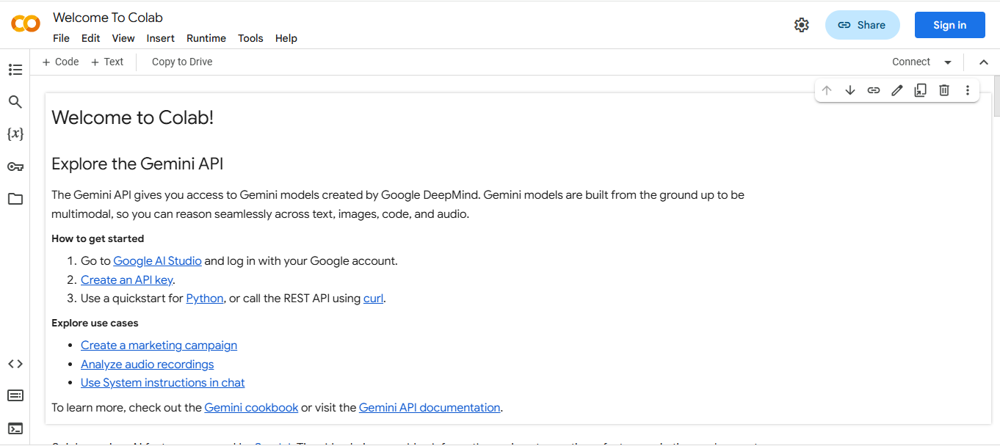 Welcome To Colab
File Edit View Insert Runtime Tools Help
Share
Sign in
+ Code + Text Copy to Drive
Connect
{x}
Welcome to Colab!
Explore the Gemini API
The Gemini API gives you access to Gemini models created by Google DeepMind. Gemini models are built from the ground up to be
multimodal, so you can reason seamlessly across text, images, code, and audio.
How to get started
1. Go to Google AI Studio and log in with your Google account.
2. Create an API key.
3. Use a quickstart for Python, or call the REST API using curl.
Explore use cases
• Create a marketing campaign
• Analyze audio recordings
• Use System instructions in chat
To learn more, check out the Gemini cookbook or visit the Gemini API documentation.